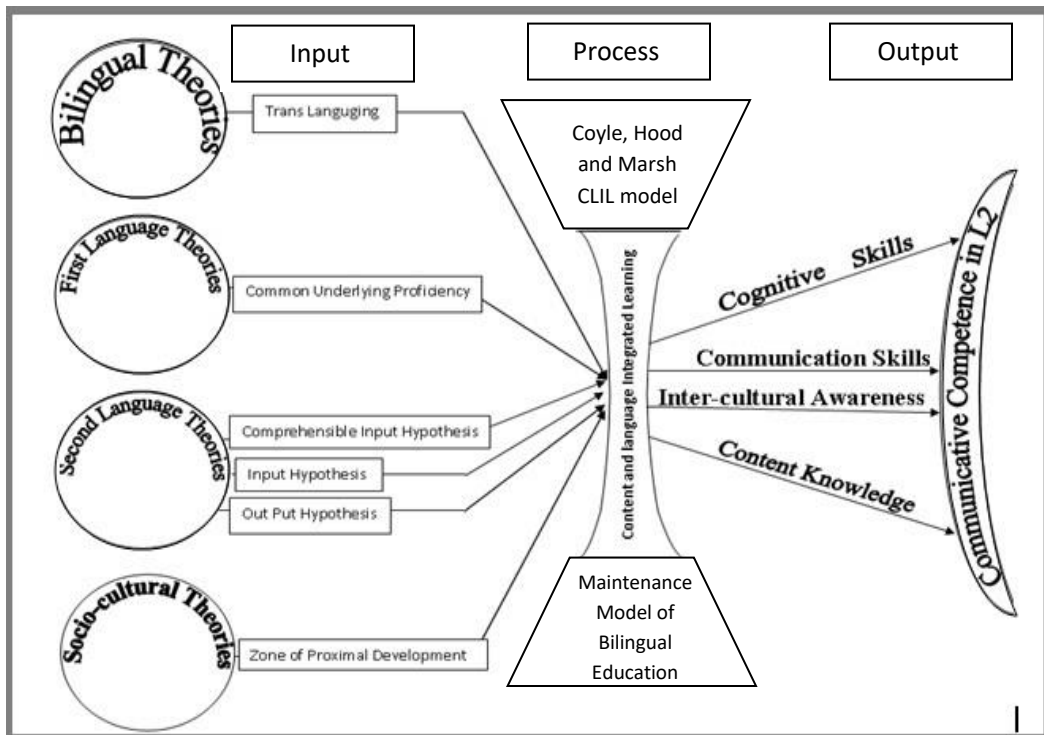 Input
Process
Output
Bilingual Theories
Trans Languging
First Language Theories
Common Underlying Proficiency
Second Language Theories
Comprehensible Input Hypothesis
Input Hypothesis
Out Put Hypothesis
Socio-cultural Theories
Zone of Proximal Development
Coyle, Hood
and Marsh
CLIL model
Content and language Integrated Learning
Maintenance
Model of
Bilingual
Education
Cognitive Skills
Communication Skills
Inter-cultural Awareness
Content Knowledge
Communicative Competence in L2